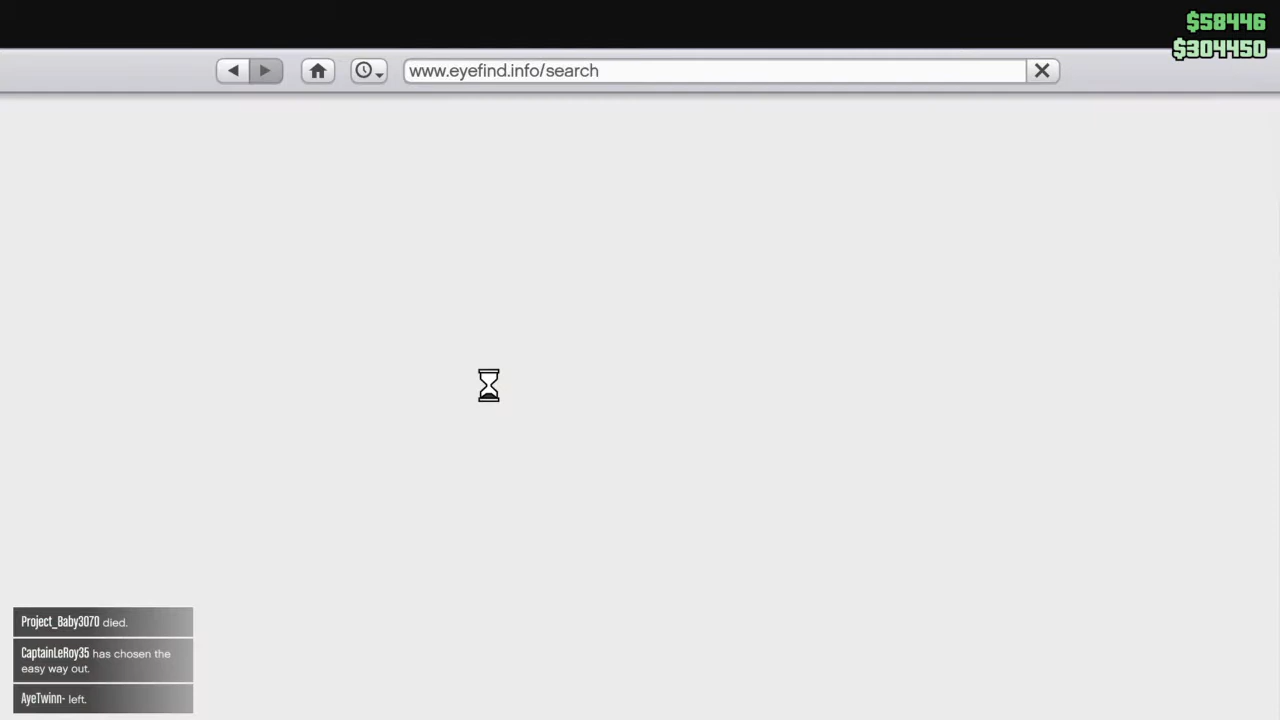 $58446
$304450
www.eyefind.info/search
Project_Baby3070 died.
CaptainLeRoy35 has chosen the
easy way out.
AyeTwinn- left.